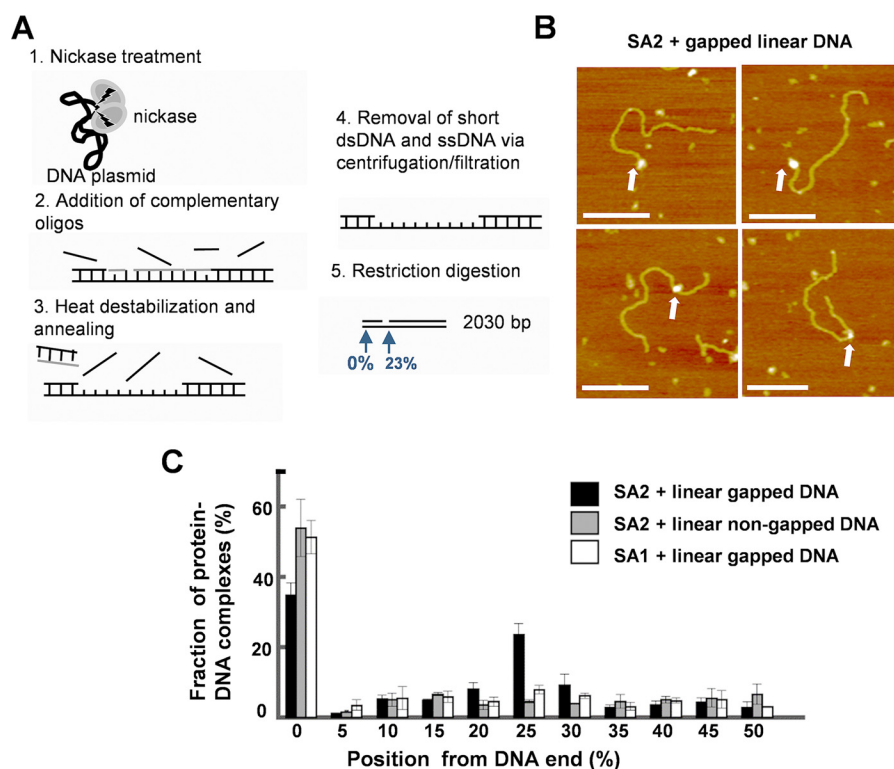 A
1. Nickase treatment
nickase
DNA plasmid
2. Addition of complementary
oligos
3. Heat destabilization and
annealing
4. Removal of short
dsDNA and ssDNA via
centrifugation/filtration
5. Restriction digestion
2030 bp
0%
23%
B
SA2 + gapped linear DNA
C
Fraction of protein-
DNA complexes (%)
60
40
20
0
SA2 + linear gapped DNA
SA2 + linear non-gapped DNA
SA1 + linear gapped DNA
0 5 10 15 20 25 30 35 40 45 50
Position from DNA end (%)